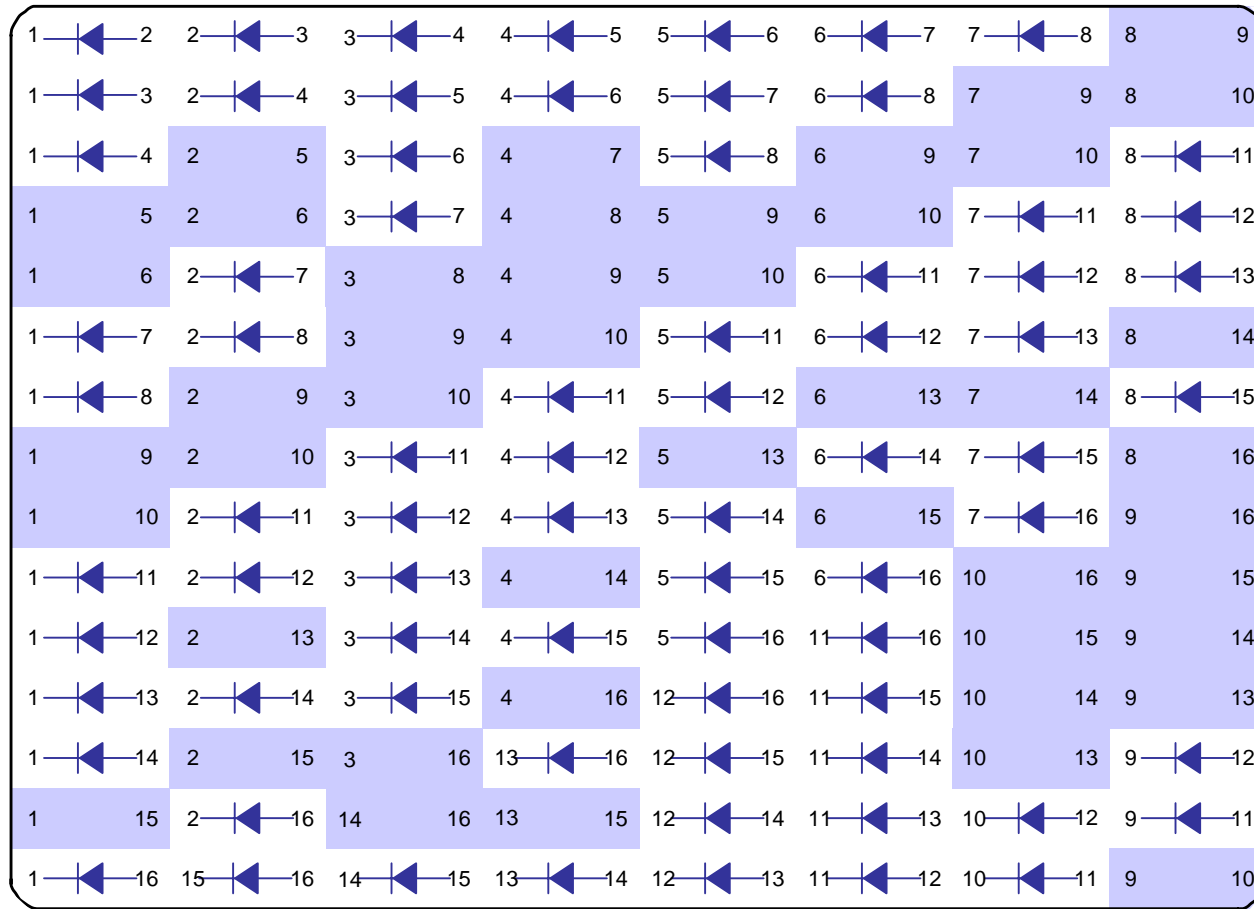 1 2 2 3 3 4 4 5 5 6 6 7 7 8 8 9
1 3 2 4 3 5 4 6 5 7 6 8 7 9 8 10
1 4 2 5 3 6 4 7 5 8 6 9 7 10 8 11
1 5 2 6 3 7 4 8 5 9 6 10 7 11 8 12
1 6 2 7 3 8 4 9 5 10 6 11 7 12 8 13
1 7 2 8 3 9 4 10 5 11 6 12 7 13 8 14
1 8 2 9 3 10 4 11 5 12 6 13 7 14 8 15
1 9 2 10 3 11 4 12 5 13 6 14 7 15 8 16
1 10 2 11 3 12 4 13 5 14 6 15 7 16 9 16
1 11 2 12 3 13 4 14 5 15 6 16 10 16 9 15
1 12 2 13 3 14 4 15 5 16 11 16 10 15 9 14
1 13 2 14 3 15 4 16 12 16 11 15 10 14 9 13
1 14 2 15 3 16 13 16 12 15 11 14 10 13 9 12
1 15 2 16 14 16 13 15 12 14 11 13 10 12 9 11
1 16 15 16 14 15 13 14 12 13 11 12 10 11 9 10